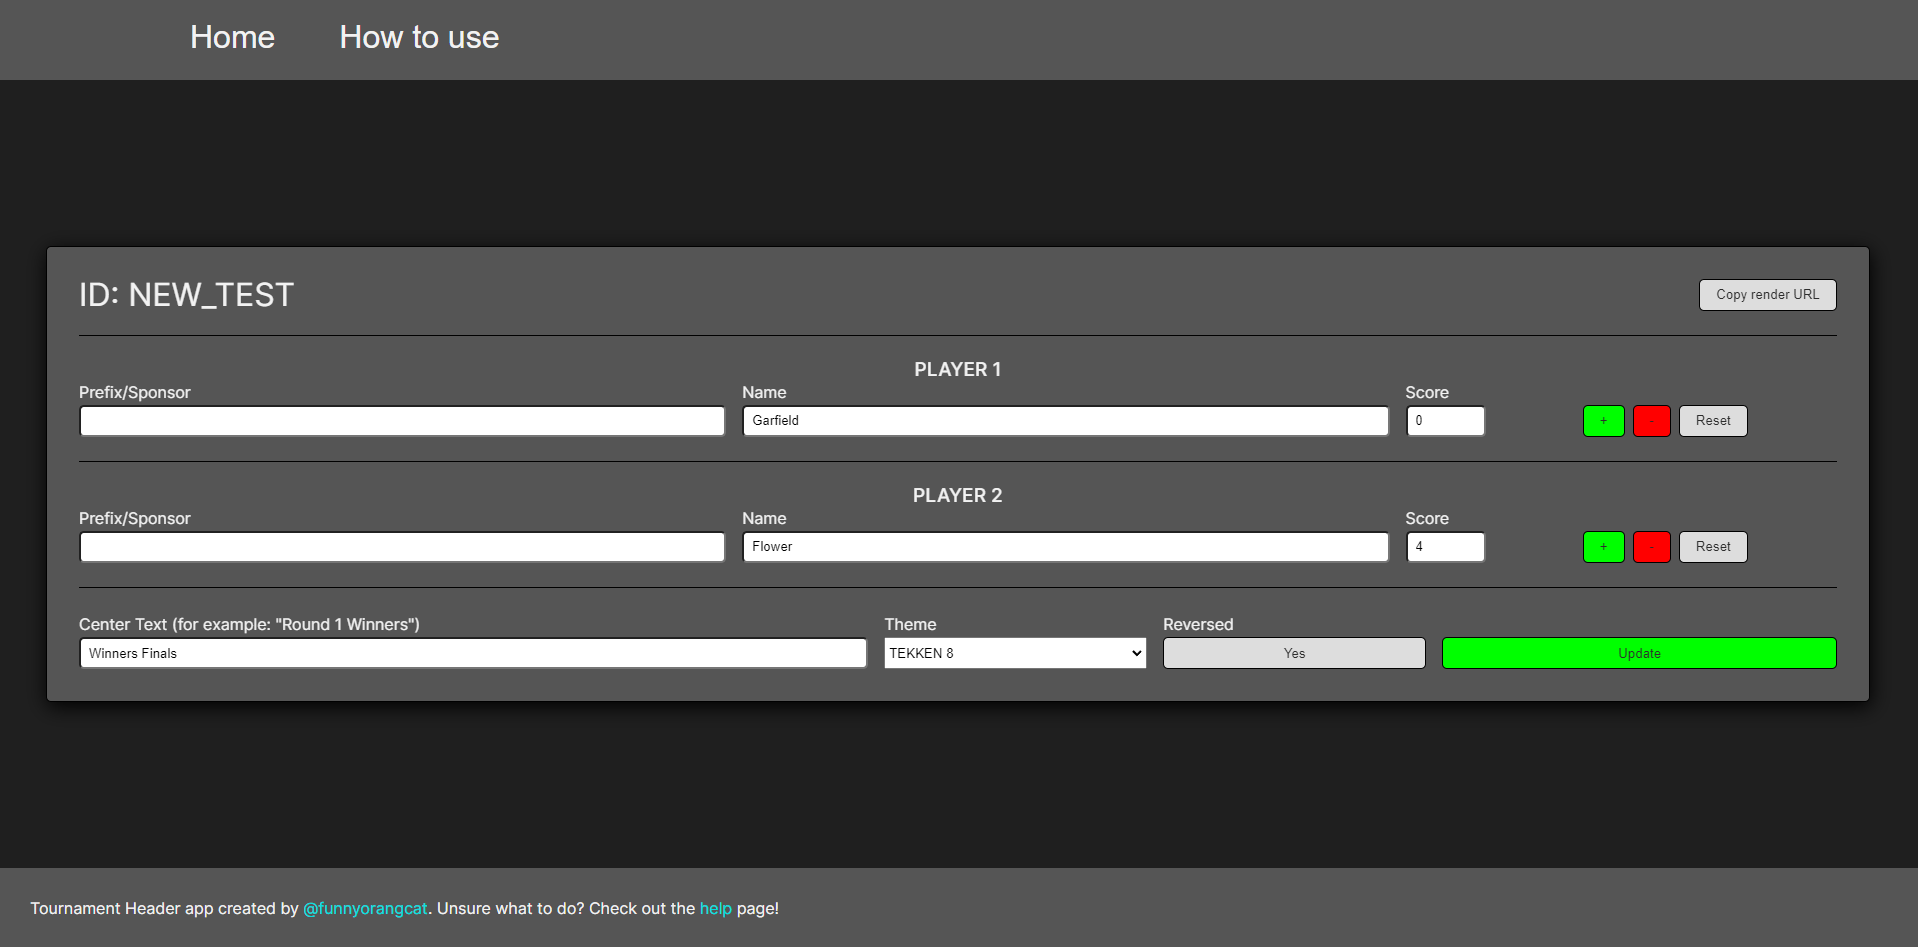 Home How to use
ID: NEW_TEST Copy render URL
PLAYER 1
Prefix/Sponsor Name Score
Garfield 0 + - Reset
PLAYER 2
Prefix/Sponsor Name Score
Flower 4 + - Reset
Center Text (for example: "Round 1 Winners") Theme Reversed
Winners Finals TEKKEN 8 Yes Update
Tournament Header app created by @funnyorangcat. Unsure what to do? Check out the help page!